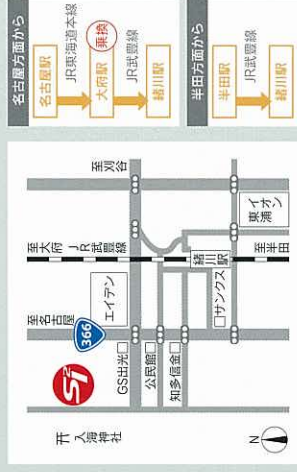 名古屋方面から
名古屋駅
JR東海道本線
大府駅
乗換
JR武豊線
緒川駅
半田方面から
半田駅
JR武豊線
緒川駅
至名古屋
至大府
JR武豊線
至刈谷
366
エイデン
GS出光
公民館
知多信金
サンクス
緒川駅
イオン
東浦
至半田
入海神社
N